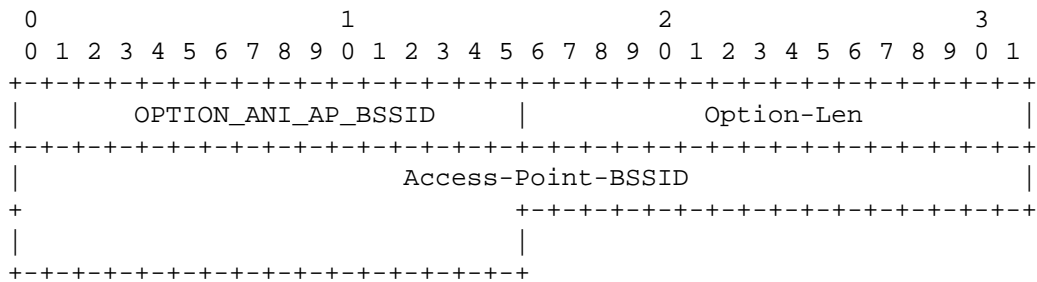 0                   1                   2                   3
 0 1 2 3 4 5 6 7 8 9 0 1 2 3 4 5 6 7 8 9 0 1 2 3 4 5 6 7 8 9 0 1
+-+-+-+-+-+-+-+-+-+-+-+-+-+-+-+-+-+-+-+-+-+-+-+-+-+-+-+-+-+-+-+-+
|       OPTION_ANI_AP_BSSID     |           Option-Len          |
+-+-+-+-+-+-+-+-+-+-+-+-+-+-+-+-+-+-+-+-+-+-+-+-+-+-+-+-+-+-+-+-+
|                        Access-Point-BSSID                     |
+                               +-+-+-+-+-+-+-+-+-+-+-+-+-+-+-+-+
|                               |
+-+-+-+-+-+-+-+-+-+-+-+-+-+-+-+-+